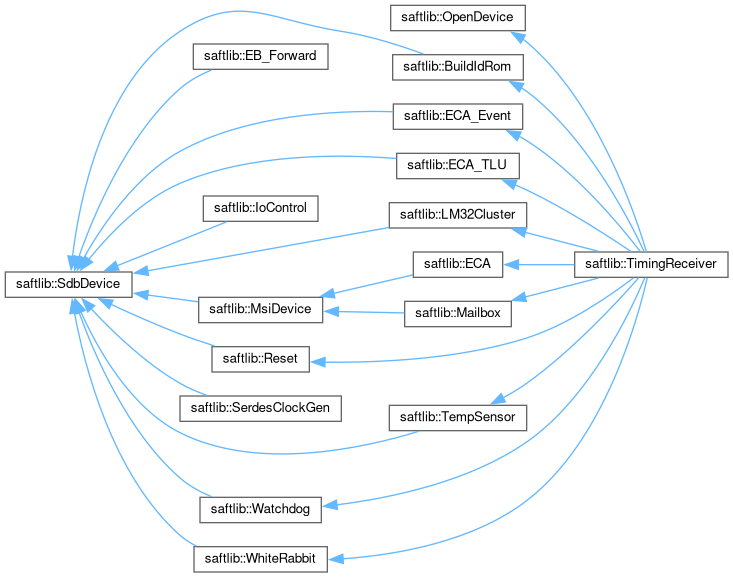 saftlib::OpenDevice
saftlib::EB_Forward
saftlib::BuildIdRom
saftlib::ECA_Event
saftlib::ECA_TLU
saftlib::IoControl
saftlib::LM32Cluster
saftlib::ECA
saftlib::TimingReceiver
saftlib::SdbDevice
saftlib::MsiDevice
saftlib::Mailbox
saftlib::Reset
saftlib::SerdesClockGen
saftlib::TempSensor
saftlib::Watchdog
saftlib::WhiteRabbit